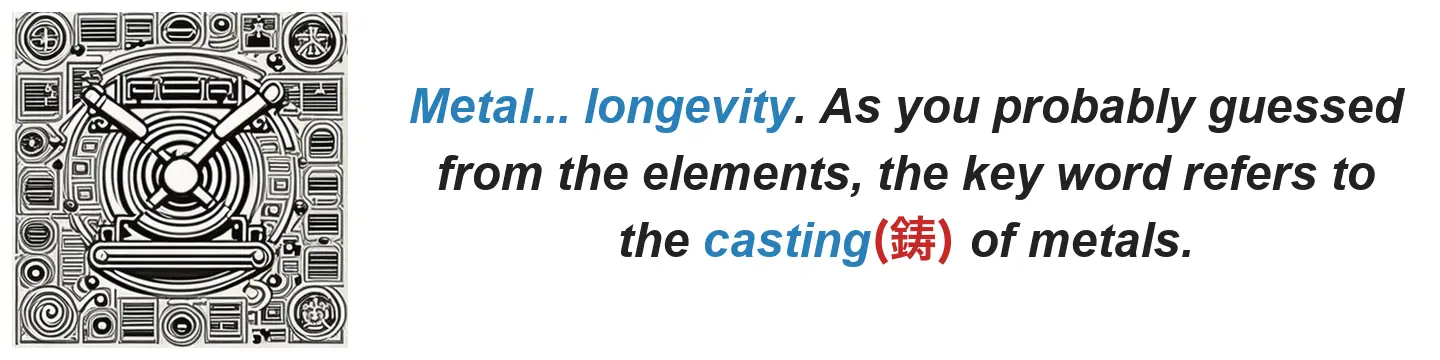 Metal... longevity. As you probably guessed
from the elements, the key word refers to
the casting(鋳) of metals.